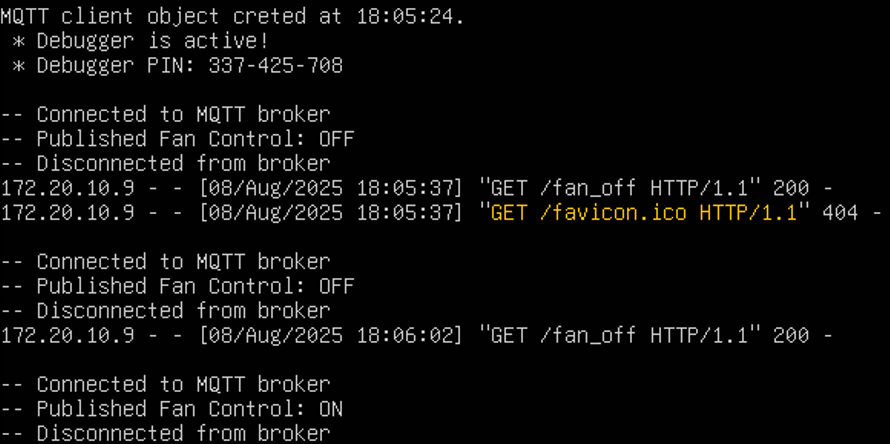 MQTT client object creted at 18:05:24.
* Debugger is active!
* Debugger PIN: 337-425-708
-- Connected to MQTT broker
-- Published Fan Control: OFF
-- Disconnected from broker
172.20.10.9 - - [08/Aug/2025 18:05:37] "GET /fan_off HTTP/1.1" 200 -
172.20.10.9 - - [08/Aug/2025 18:05:37] "GET /favicon.ico HTTP/1.1" 404 -
-- Connected to MQTT broker
-- Published Fan Control: OFF
-- Disconnected from broker
172.20.10.9 - - [08/Aug/2025 18:06:02] "GET /fan_off HTTP/1.1" 200 -
-- Connected to MQTT broker
-- Published Fan Control: ON
-- Disconnected from broker